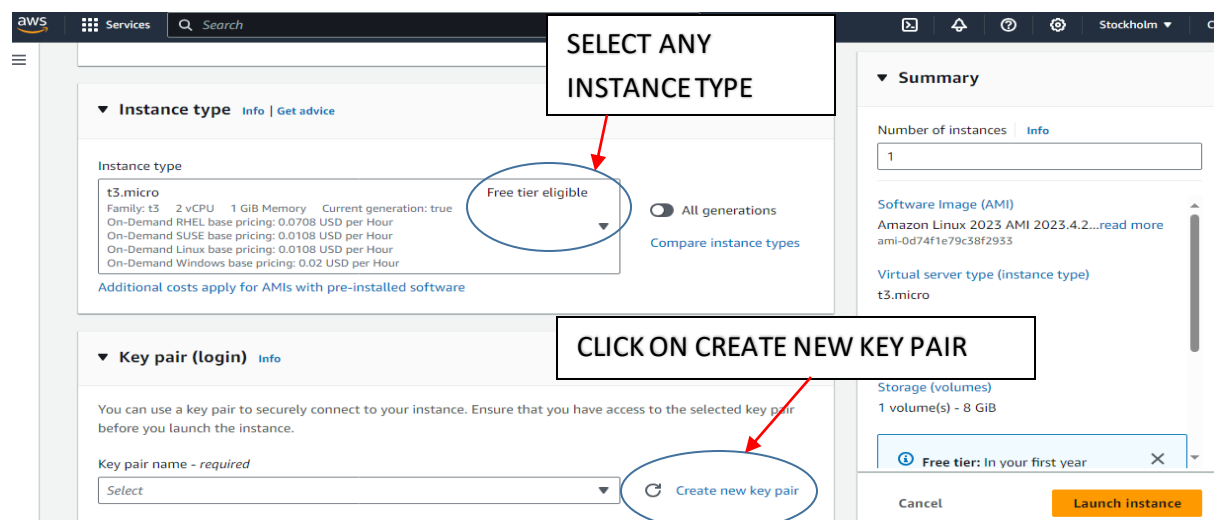 aws
Services
Search
Stockholm ▼
SELECT ANY
INSTANCE TYPE
▼ Instance type Info | Get advice
Instance type
t3.micro
Free tier eligible
Family: t3 2 vCPU 1 GiB Memory Current generation: true
On-Demand RHEL base pricing: 0.0708 USD per Hour
On-Demand SUSE base pricing: 0.0108 USD per Hour
On-Demand Linux base pricing: 0.0108 USD per Hour
On-Demand Windows base pricing: 0.02 USD per Hour
All generations
Compare instance types
Additional costs apply for AMIs with pre-installed software
CLICK ON CREATE NEW KEY PAIR
▼ Key pair (login) Info
You can use a key pair to securely connect to your instance. Ensure that you have access to the selected key pair
before you launch the instance.
Key pair name - required
Select
Create new key pair
▼ Summary
Number of instances Info
1
Software Image (AMI)
Amazon Linux 2023 AMI 2023.4.2...read more
ami-0d74f1e79c38f2933
Virtual server type (instance type)
t3.micro
Storage (volumes)
1 volume(s) - 8 GiB
Free tier: In your first year
Cancel
Launch instance